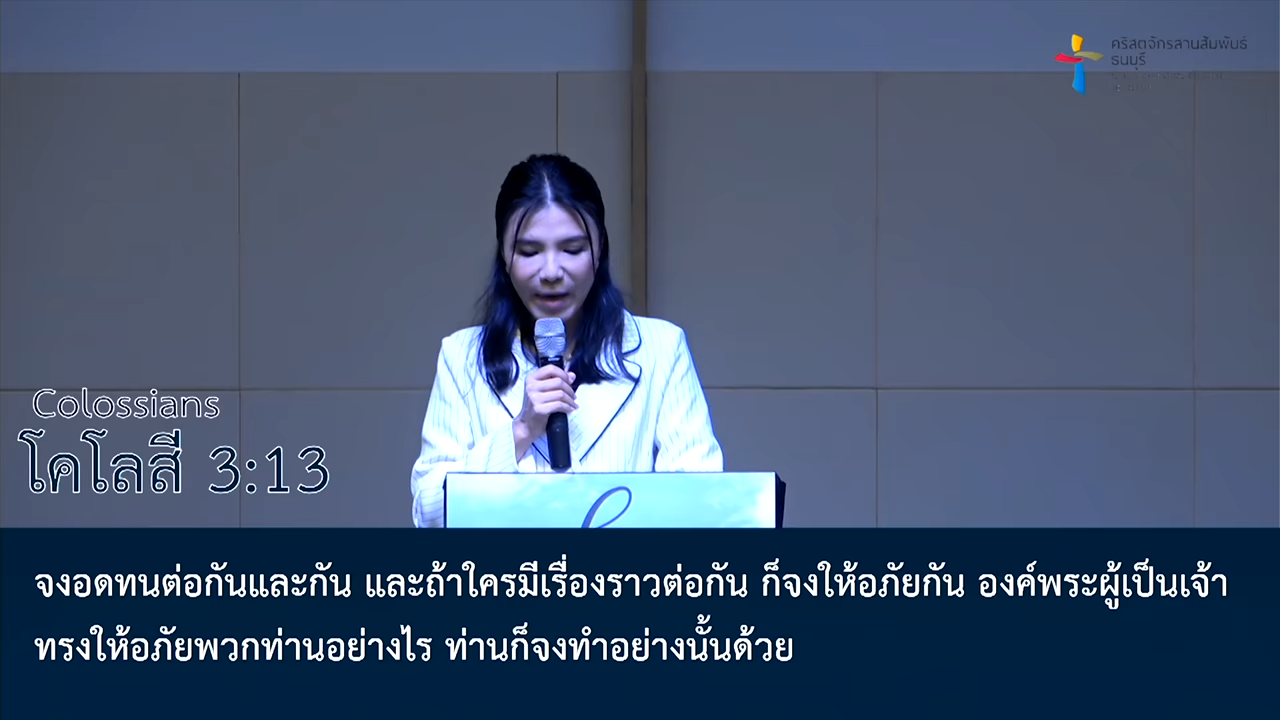 คริสตจักรสานสัมพันธ์
ธนบุรี
Colossians
โคโลสี 3:13
จงอดทนต่อกันและกัน และถ้าใครมีเรื่องราวต่อกัน ก็จงให้อภัยกัน องค์พระผู้เป็นเจ้า
ทรงให้อภัยพวกท่านอย่างไร ท่านก็จงทำอย่างนั้นด้วย